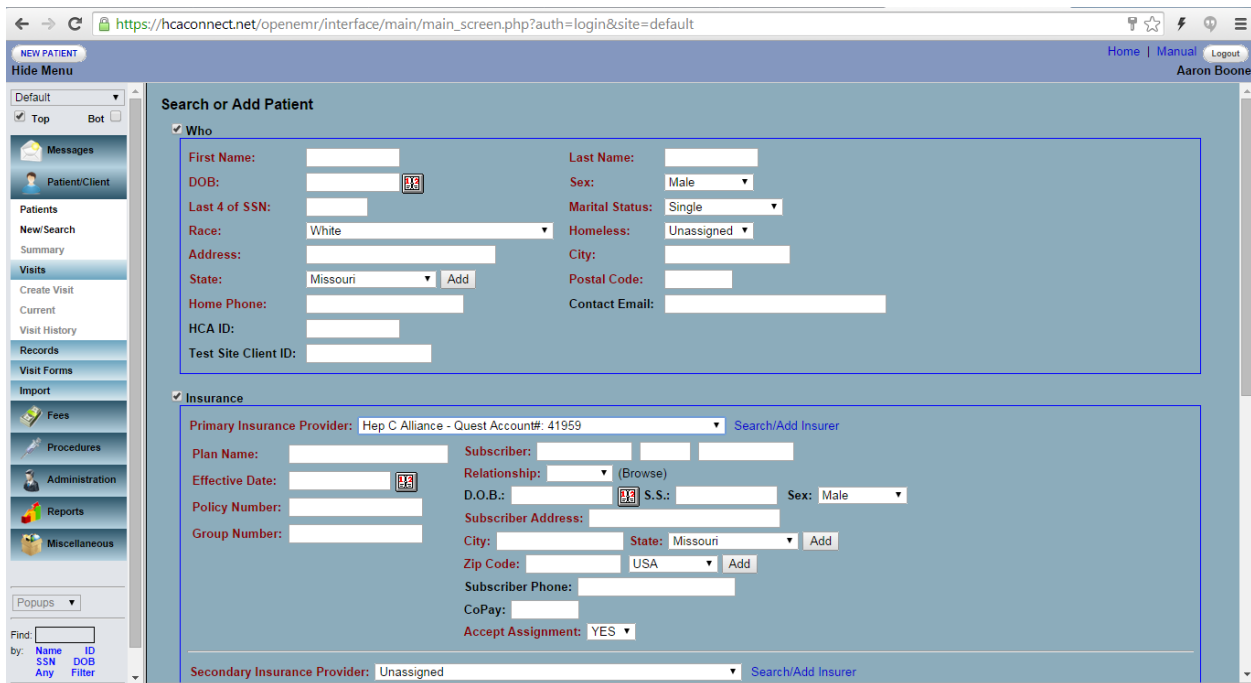 https://hcaconnect.net/openemr/interface/main/main_screen.php?auth=login&site=default
NEW PATIENT
Home | Manual Logout
Hide Menu
Aaron Boone
Default
Top Bot
Messages
Patient/Client
Patients
New/Search
Summary
Visits
Create Visit
Current
Visit History
Records
Visit Forms
Import
Fees
Procedures
Administration
Reports
Miscellaneous
Popups
Find:
by: Name ID
SSN DOB
Any Filter
Search or Add Patient
Who
First Name: Last Name:
DOB: Sex: Male
Last 4 of SSN: Marital Status: Single
Race: White Homeless: Unassigned
Address: City:
State: Missouri Add Postal Code:
Home Phone: Contact Email:
HCA ID:
Test Site Client ID:
Insurance
Primary Insurance Provider: Hep C Alliance - Quest Account#: 41959 Search/Add Insurer
Plan Name: Subscriber:
Effective Date: Relationship: (Browse)
D.O.B.: S.S.: Sex: Male
Policy Number: Subscriber Address:
Group Number: City: State: Missouri Add
Zip Code: USA Add
Subscriber Phone:
CoPay:
Accept Assignment: YES
Secondary Insurance Provider: Unassigned Search/Add Insurer